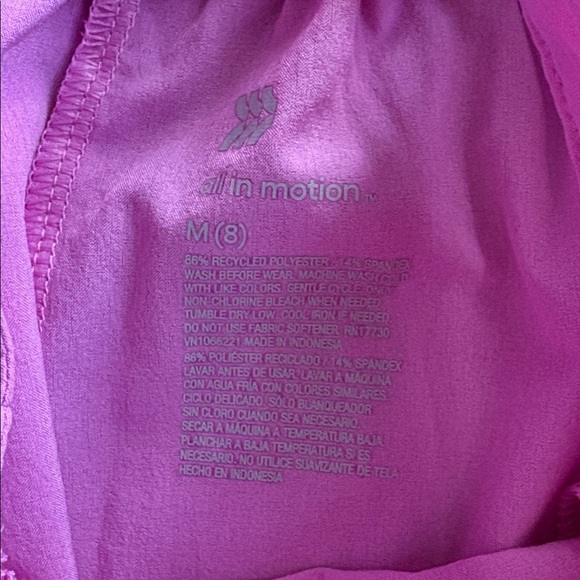 all in motion™
M (8)
86% RECYCLED POLYESTER / 14% SPANDEX
WASH BEFORE WEAR. MACHINE WASH COLD
WITH LIKE COLORS. GENTLE CYCLE. ONLY
NON-CHLORINE BLEACH WHEN NEEDED.
TUMBLE DRY LOW. COOL IRON IF NEEDED.
DO NOT USE FABRIC SOFTENER. RN17730
VN1066221 MADE IN INDONESIA
86% POLIÉSTER RECICLADO / 14% SPANDEX
LAVAR ANTES DE USAR. LAVAR A MÁQUINA
CON AGUA FRÍA CON COLORES SIMILARES.
CICLO DELICADO. SÓLO BLANQUEADOR
SIN CLORO CUANDO SEA NECESARIO.
SECAR A MÁQUINA A TEMPERATURA BAJA.
PLANCHAR A BAJA TEMPERATURA SI ES
NECESARIO. NO UTILICE SUAVIZANTE DE TELA
HECHO EN INDONESIA